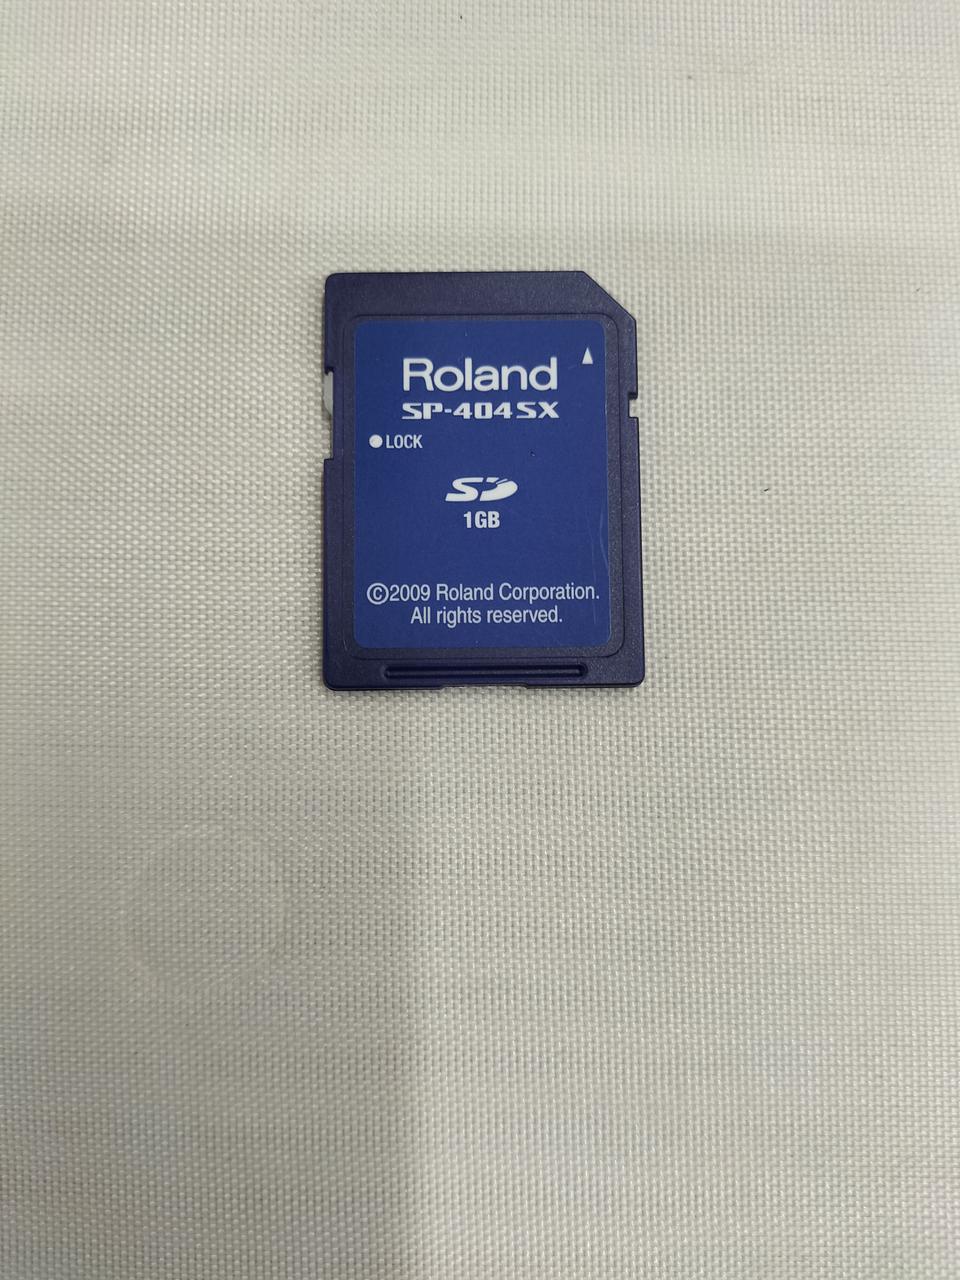 Roland
SP-404SX
LOCK
SD
1GB
©2009 Roland Corporation.
All rights reserved.